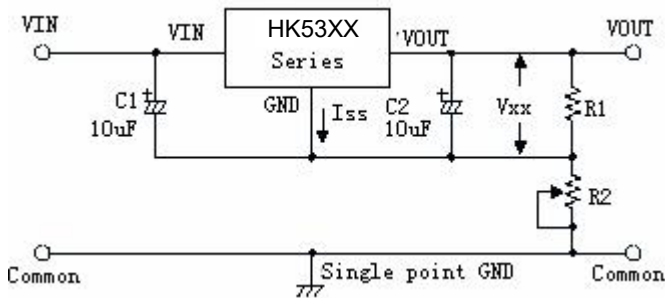 VIN
VIN
HK53XX
Series
VOUT
VOUT
GND
Iss
C1
10uF
C2
10uF
Vxx
R1
R2
Common
Single point GND
Common